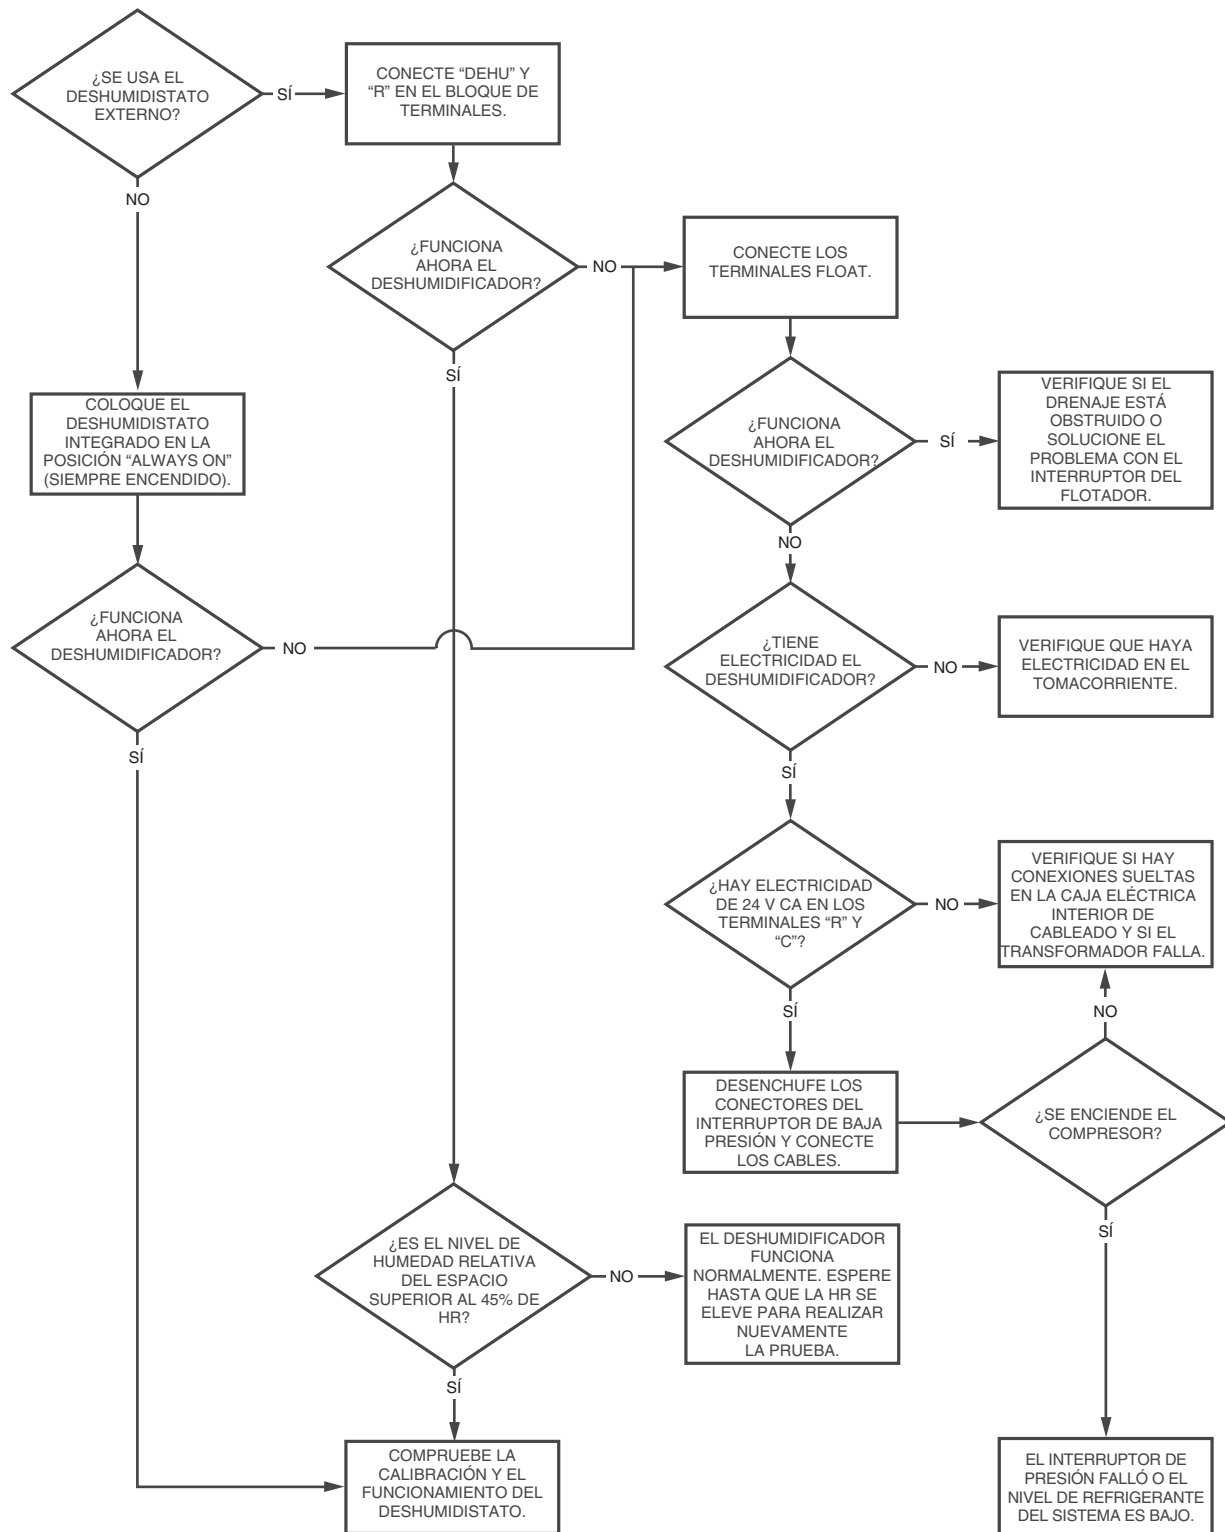 ¿SE USA EL
DESHUMIDISTATO
EXTERNO?
SÍ
CONECTE “DEHU” Y
“R” EN EL BLOQUE DE
TERMINALES.
NO
¿FUNCIONA
AHORA EL
DESHUMIDIFICADOR?
NO
CONECTE LOS
TERMINALES FLOAT.
SÍ
COLOQUE EL
DESHUMIDISTATO
INTEGRADO EN LA
POSICIÓN “ALWAYS ON”
(SIEMPRE ENCENDIDO).
¿FUNCIONA
AHORA EL
DESHUMIDIFICADOR?
SÍ
VERIFIQUE SI EL
DRENAJE ESTÁ
OBSTRUIDO O
SOLUCIONE EL
PROBLEMA CON EL
INTERRUPTOR DEL
FLOTADOR.
NO
¿FUNCIONA
AHORA EL
DESHUMIDIFICADOR?
NO
SÍ
¿TIENE
ELECTRICIDAD EL
DESHUMIDIFICADOR?
NO
VERIFIQUE QUE HAYA
ELECTRICIDAD EN EL
TOMACORRIENTE.
SÍ
¿HAY ELECTRICIDAD
DE 24 V CA EN LOS
TERMINALES “R” Y
“C”?
NO
VERIFIQUE SI HAY
CONEXIONES SUELTAS
EN LA CAJA ELÉCTRICA
INTERIOR DE
CABLEADO Y SI EL
TRANSFORMADOR FALLA.
SÍ
NO
DESENCHUFE LOS
CONECTORES DEL
INTERRUPTOR DE BAJA
PRESIÓN Y CONECTE
LOS CABLES.
¿SE ENCIENDE EL
COMPRESOR?
SÍ
¿ES EL NIVEL DE
HUMEDAD RELATIVA
DEL ESPACIO
SUPERIOR AL 45% DE
HR?
NO
EL DESHUMIDIFICADOR
FUNCIONA
NORMALMENTE. ESPERE
HASTA QUE LA HR SE
ELEVE PARA REALIZAR
NUEVAMENTE
LA PRUEBA.
SÍ
COMPRUEBE LA
CALIBRACIÓN Y EL
FUNCIONAMIENTO DEL
DESHUMIDISTATO.
EL INTERRUPTOR DE
PRESIÓN FALLÓ O EL
NIVEL DE REFRIGERANTE
DEL SISTEMA ES BAJO.